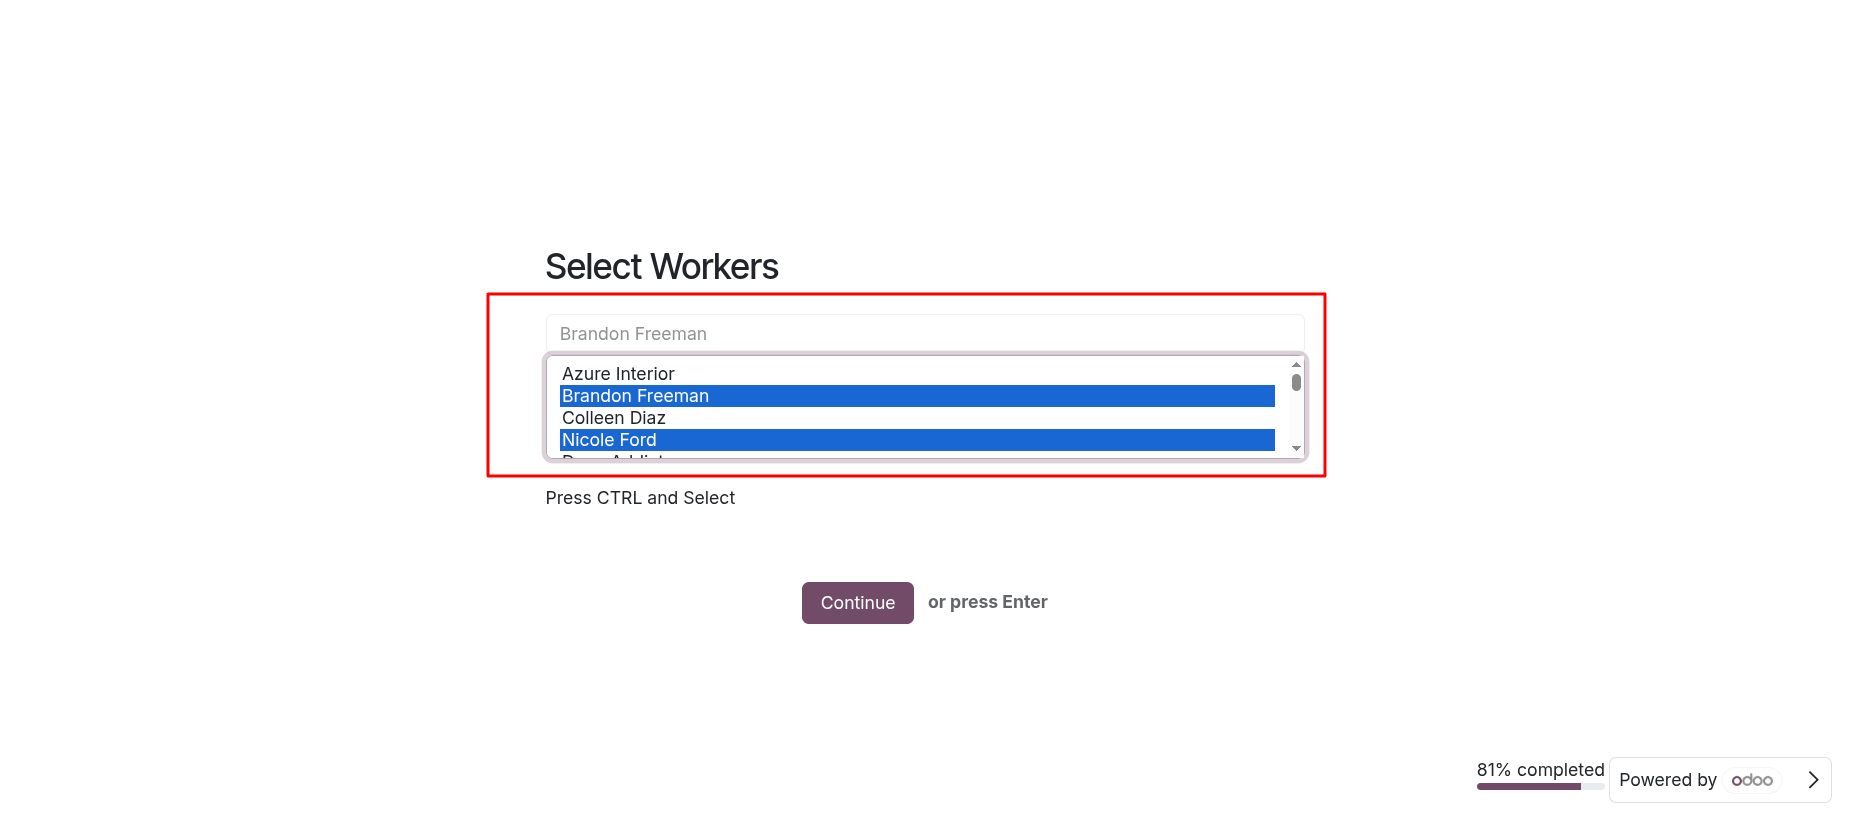 Select Workers
Brandon Freeman
Azure Interior
Brandon Freeman
Colleen Diaz
Nicole Ford
Press CTRL and Select
Continue or press Enter
81% completed
Powered by odoo